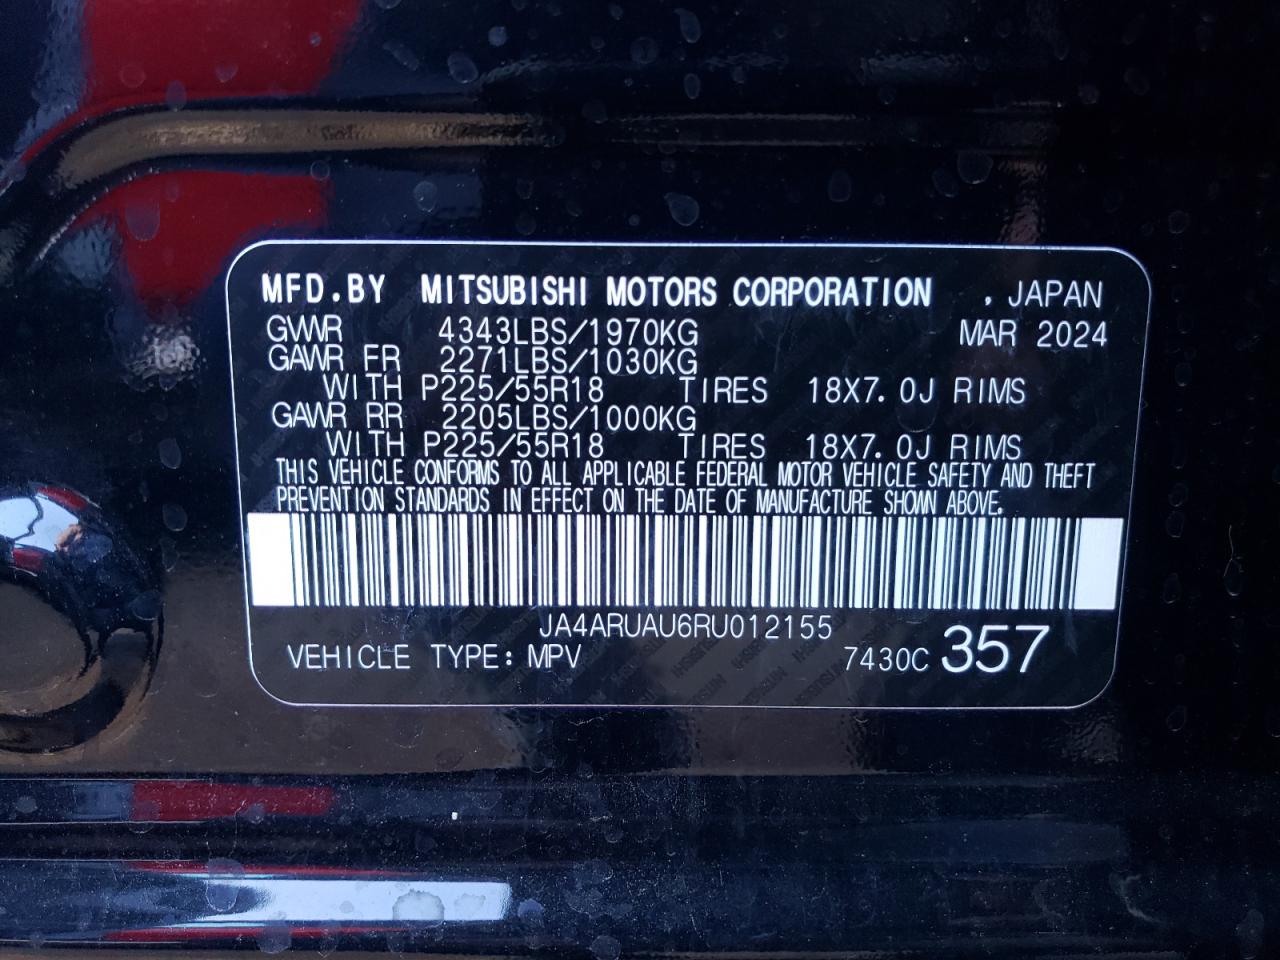 MFD.BY MITSUBISHI MOTORS CORPORATION , JAPAN
GVWR 4343LBS/1970KG MAR 2024
GAWR FR 2271LBS/1030KG
WITH P225/55R18 TIRES 18X7.0J RIMS
GAWR RR 2205LBS/1000KG
WITH P225/55R18 TIRES 18X7.0J RIMS
THIS VEHICLE CONFORMS TO ALL APPLICABLE FEDERAL MOTOR VEHICLE SAFETY AND THEFT
PREVENTION STANDARDS IN EFFECT ON THE DATE OF MANUFACTURE SHOWN ABOVE.
JA4ARUAU6RU012155
VEHICLE TYPE: MPV 7430C 357